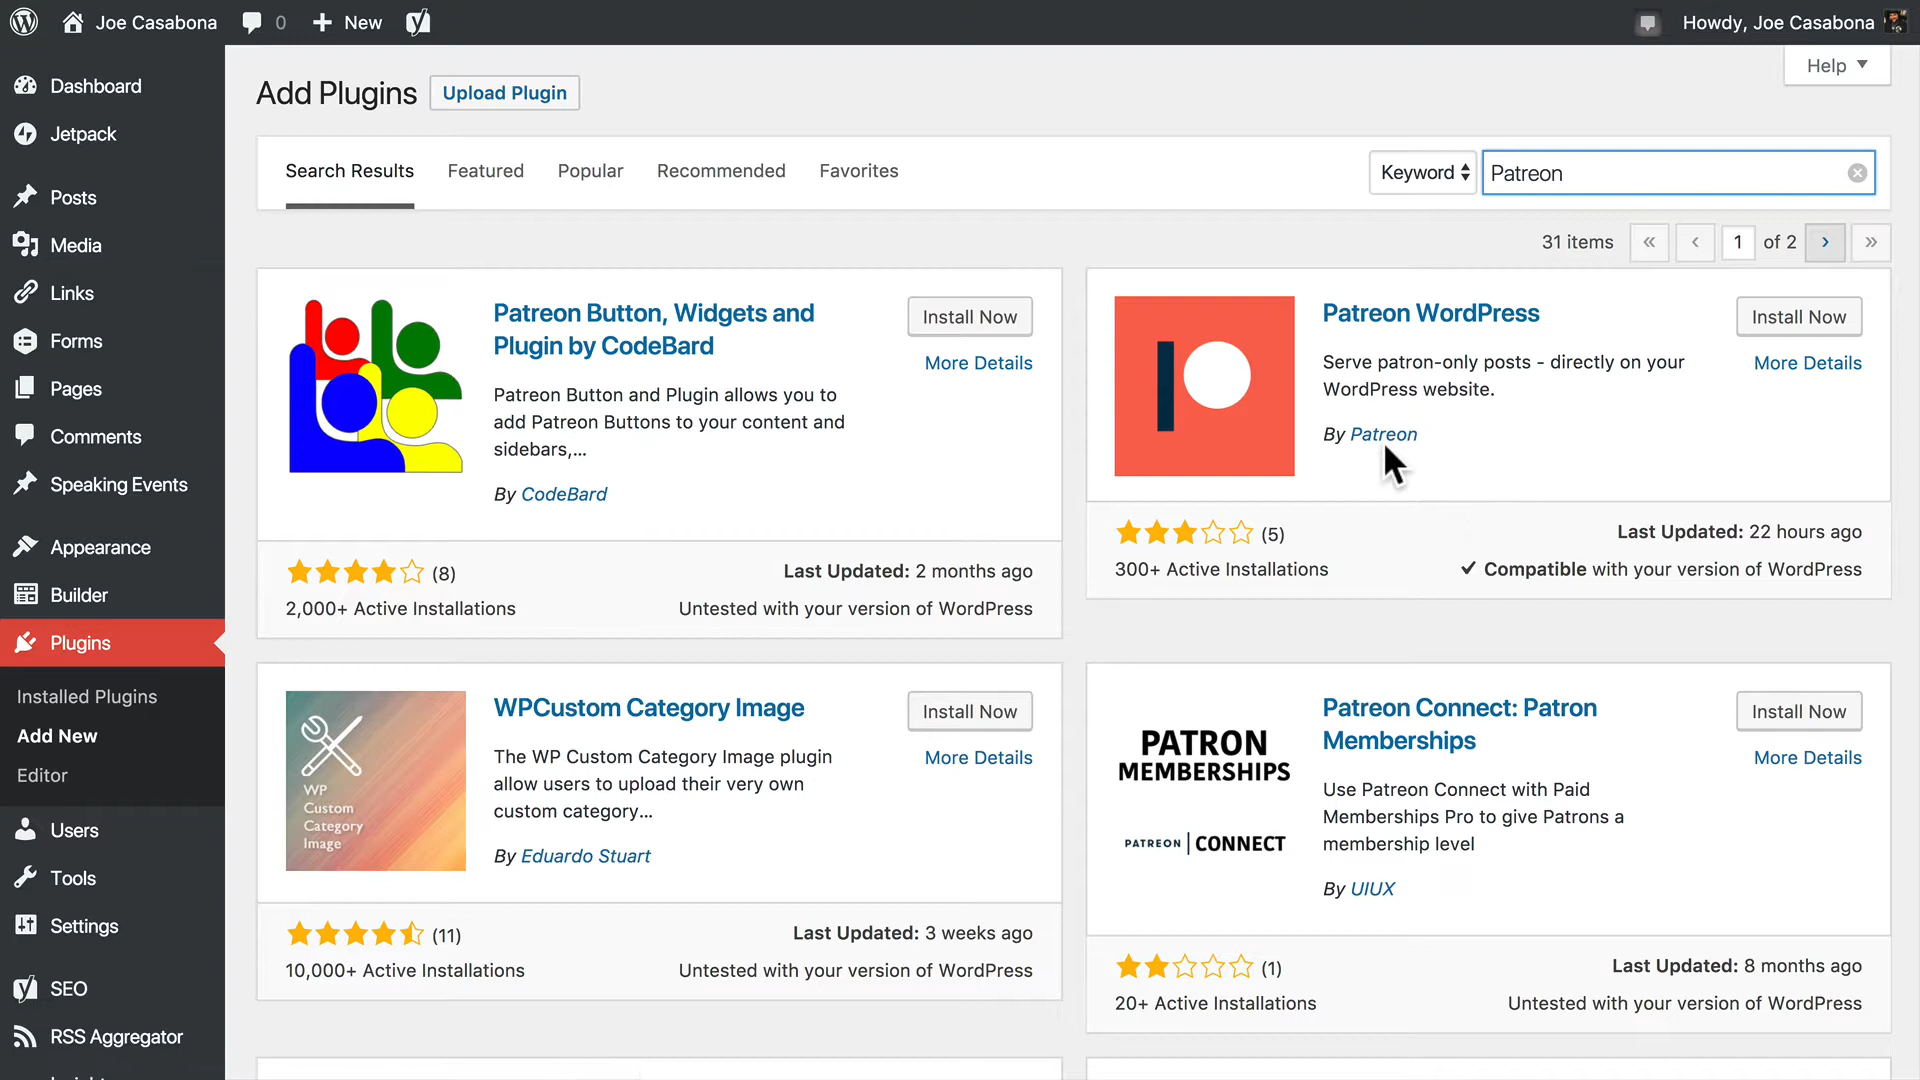 Joe Casabona
0
New
Howdy, Joe Casabona
Help
Dashboard
Jetpack
Posts
Media
Links
Forms
Pages
Comments
Speaking Events
Appearance
Builder
Plugins
Installed Plugins
Add New
Editor
Users
Tools
Settings
SEO
RSS Aggregator
Add Plugins
Upload Plugin
Search Results
Featured
Popular
Recommended
Favorites
Keyword
Patreon
31 items
«
‹
1
of 2
›
»
Patreon Button, Widgets and
Plugin by CodeBard
Install Now
More Details
Patreon Button and Plugin allows you to
add Patreon Buttons to your content and
sidebars,...
By CodeBard
(8)
Last Updated: 2 months ago
2,000+ Active Installations
Untested with your version of WordPress
Patreon WordPress
Install Now
More Details
Serve patron-only posts - directly on your
WordPress website.
By Patreon
(5)
Last Updated: 22 hours ago
300+ Active Installations
Compatible with your version of WordPress
WP
Custom
Category
Image
WPCustom Category Image
Install Now
More Details
The WP Custom Category Image plugin
allow users to upload their very own
custom category...
By Eduardo Stuart
(11)
Last Updated: 3 weeks ago
10,000+ Active Installations
Untested with your version of WordPress
PATRON
MEMBERSHIPS
PATREON | CONNECT
Patreon Connect: Patron
Memberships
Install Now
More Details
Use Patreon Connect with Paid
Memberships Pro to give Patrons a
membership level
By UIUX
(1)
Last Updated: 8 months ago
20+ Active Installations
Untested with your version of WordPress